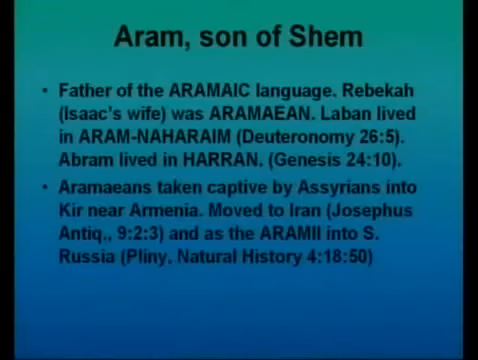 Aram, son of Shem
• Father of the ARAMAIC language. Rebekah
(Isaac's wife) was ARAMAEAN. Laban lived
in ARAM-NAHARAIM (Deuteronomy 26:5).
Abram lived in HARRAN. (Genesis 24:10).
• Aramaeans taken captive by Assyrians into
Kir near Armenia. Moved to Iran (Josephus
Antiq., 9:2:3) and as the ARAMII into S.
Russia (Pliny, Natural History 4:18:50)